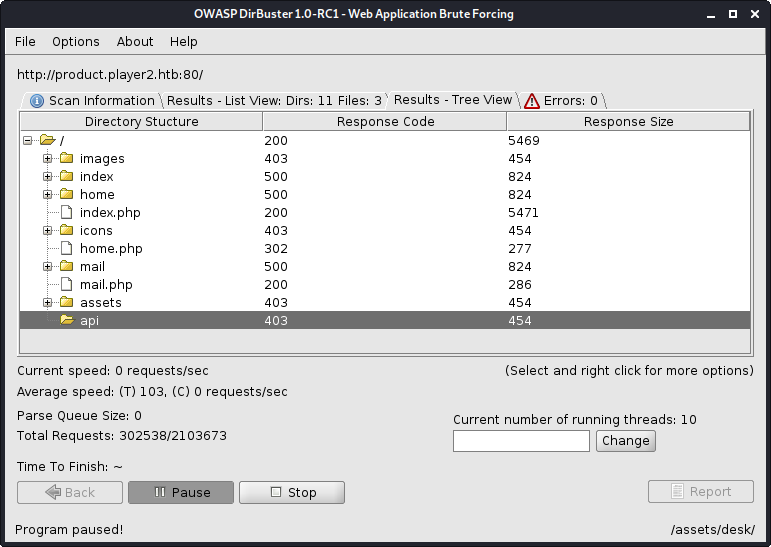 OWASP DirBuster 1.0-RC1 - Web Application Brute Forcing
File Options About Help
http://product.player2.htb:80/
Scan Information Results - List View: Dirs: 11 Files: 3 Results - Tree View Errors: 0
Directory Stucture Response Code Response Size
/ 200 5469
images 403 454
index 500 824
home 500 824
index.php 200 5471
icons 403 454
home.php 302 277
mail 500 824
mail.php 200 286
assets 403 454
api 403 454
Current speed: 0 requests/sec (Select and right click for more options)
Average speed: (T) 103, (C) 0 requests/sec
Parse Queue Size: 0 Current number of running threads: 10
Total Requests: 302538/2103673 Change
Time To Finish: ~
Back Pause Stop Report
Program paused! /assets/desk/